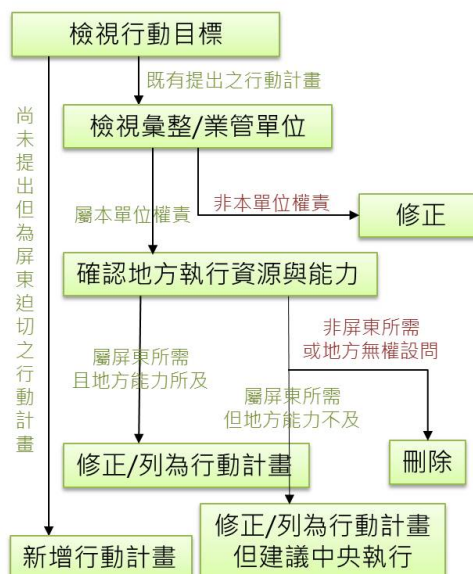 檢視行動目標
既有提出之行動計畫
尚未提出但為屏東迫切之行動計畫
檢視彙整/業管單位
屬本單位權責
非本單位權責
修正
確認地方執行資源與能力
屬屏東所需
且地方能力所及
非屏東所需
或地方無權設問
屬屏東所需
但地方能力不及
修正/列為行動計畫
刪除
新增行動計畫
修正/列為行動計畫
但建議中央執行